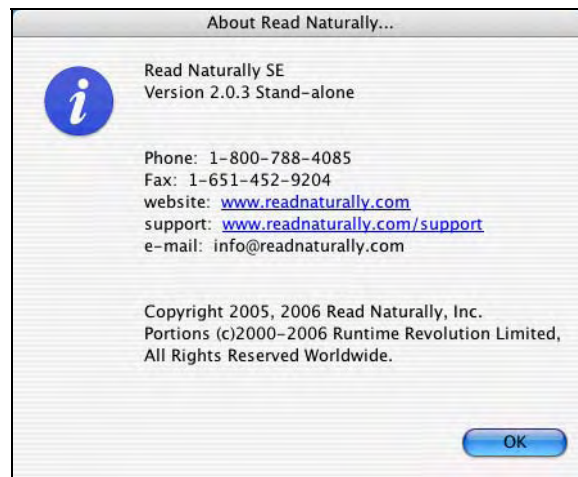 About Read Naturally...
Read Naturally SE
Version 2.0.3 Stand-alone
Phone: 1-800-788-4085
Fax: 1-651-452-9204
website: www.readnaturally.com
support: www.readnaturally.com/support
e-mail: info@readnaturally.com
Copyright 2005, 2006 Read Naturally, Inc.
Portions (c)2000-2006 Runtime Revolution Limited,
All Rights Reserved Worldwide.
OK